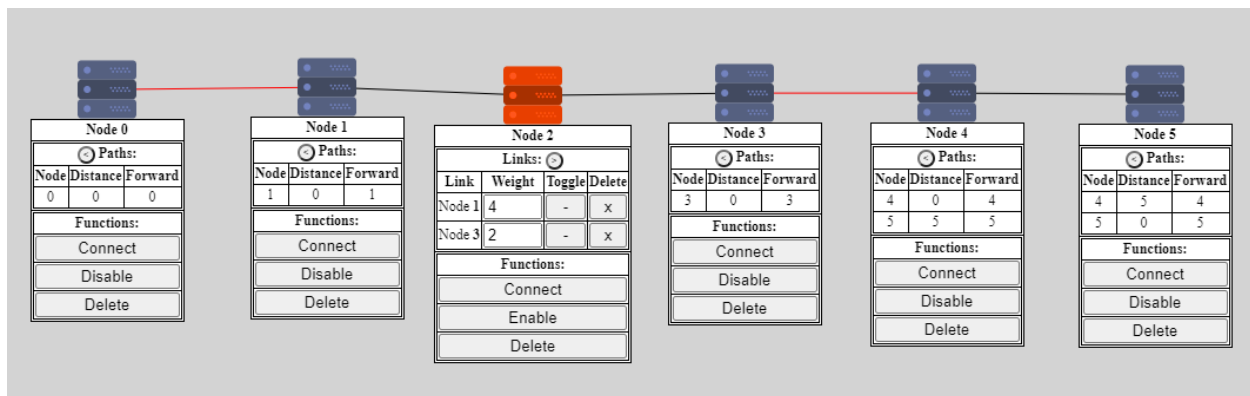 Node 0
< Paths:
Node Distance Forward
0 0 0
Functions:
Connect
Disable
Delete
Node 1
< Paths:
Node Distance Forward
1 0 1
Functions:
Connect
Disable
Delete
Node 2
Links: >
Link Weight Toggle Delete
Node 1 4 - x
Node 3 2 - x
Functions:
Connect
Enable
Delete
Node 3
< Paths:
Node Distance Forward
3 0 3
Functions:
Connect
Disable
Delete
Node 4
< Paths:
Node Distance Forward
4 0 4
5 5 5
Functions:
Connect
Disable
Delete
Node 5
< Paths:
Node Distance Forward
4 5 4
5 0 5
Functions:
Connect
Disable
Delete